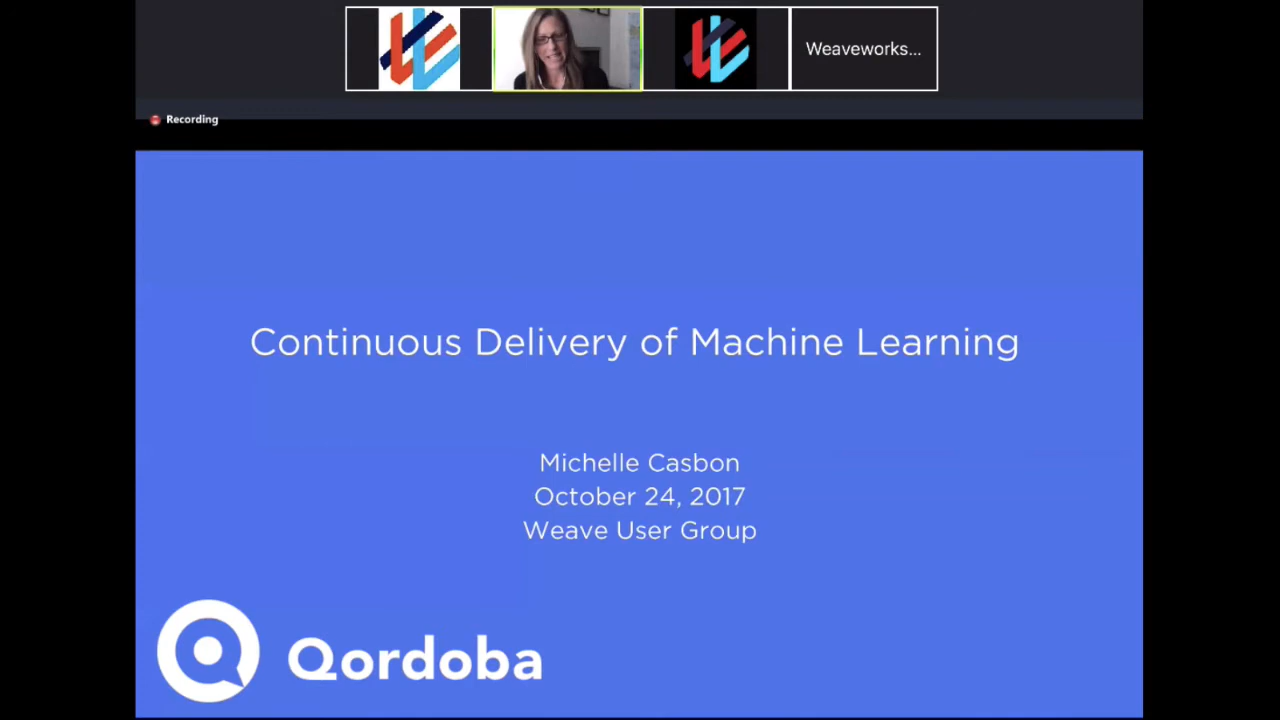 Weaveworks...
Recording
Continuous Delivery of Machine Learning
Michelle Casbon
October 24, 2017
Weave User Group
Qordoba